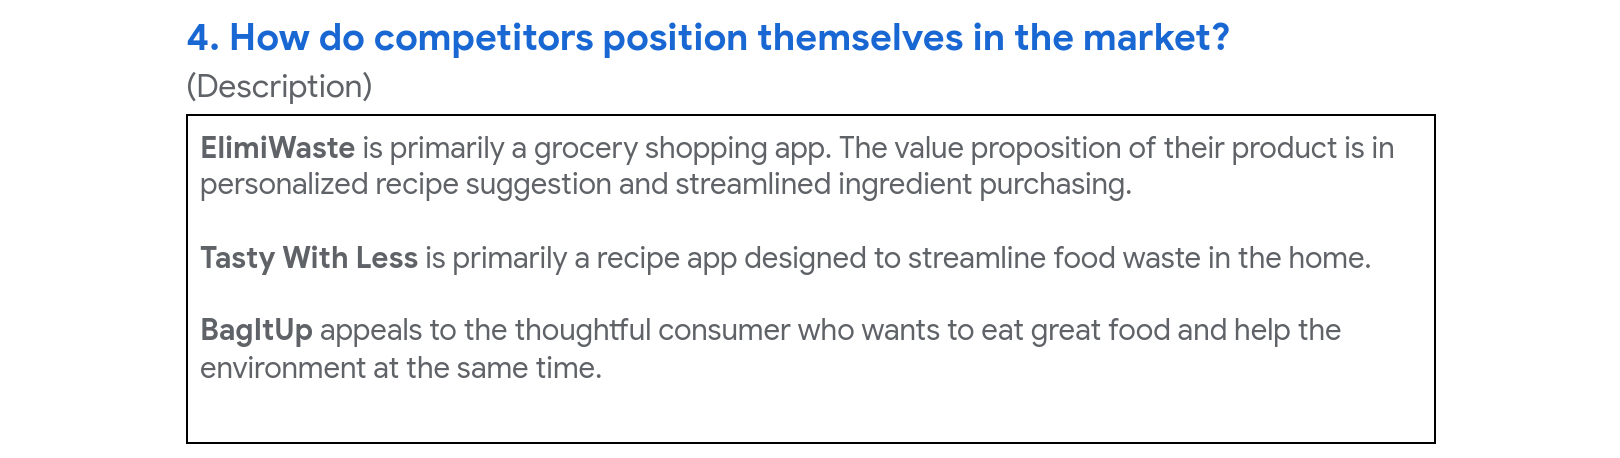 4. How do competitors position themselves in the market?
(Description)
ElimiWaste is primarily a grocery shopping app. The value proposition of their product is in
personalized recipe suggestion and streamlined ingredient purchasing.
Tasty With Less is primarily a recipe app designed to streamline food waste in the home.
BagItUp appeals to the thoughtful consumer who wants to eat great food and help the
environment at the same time.